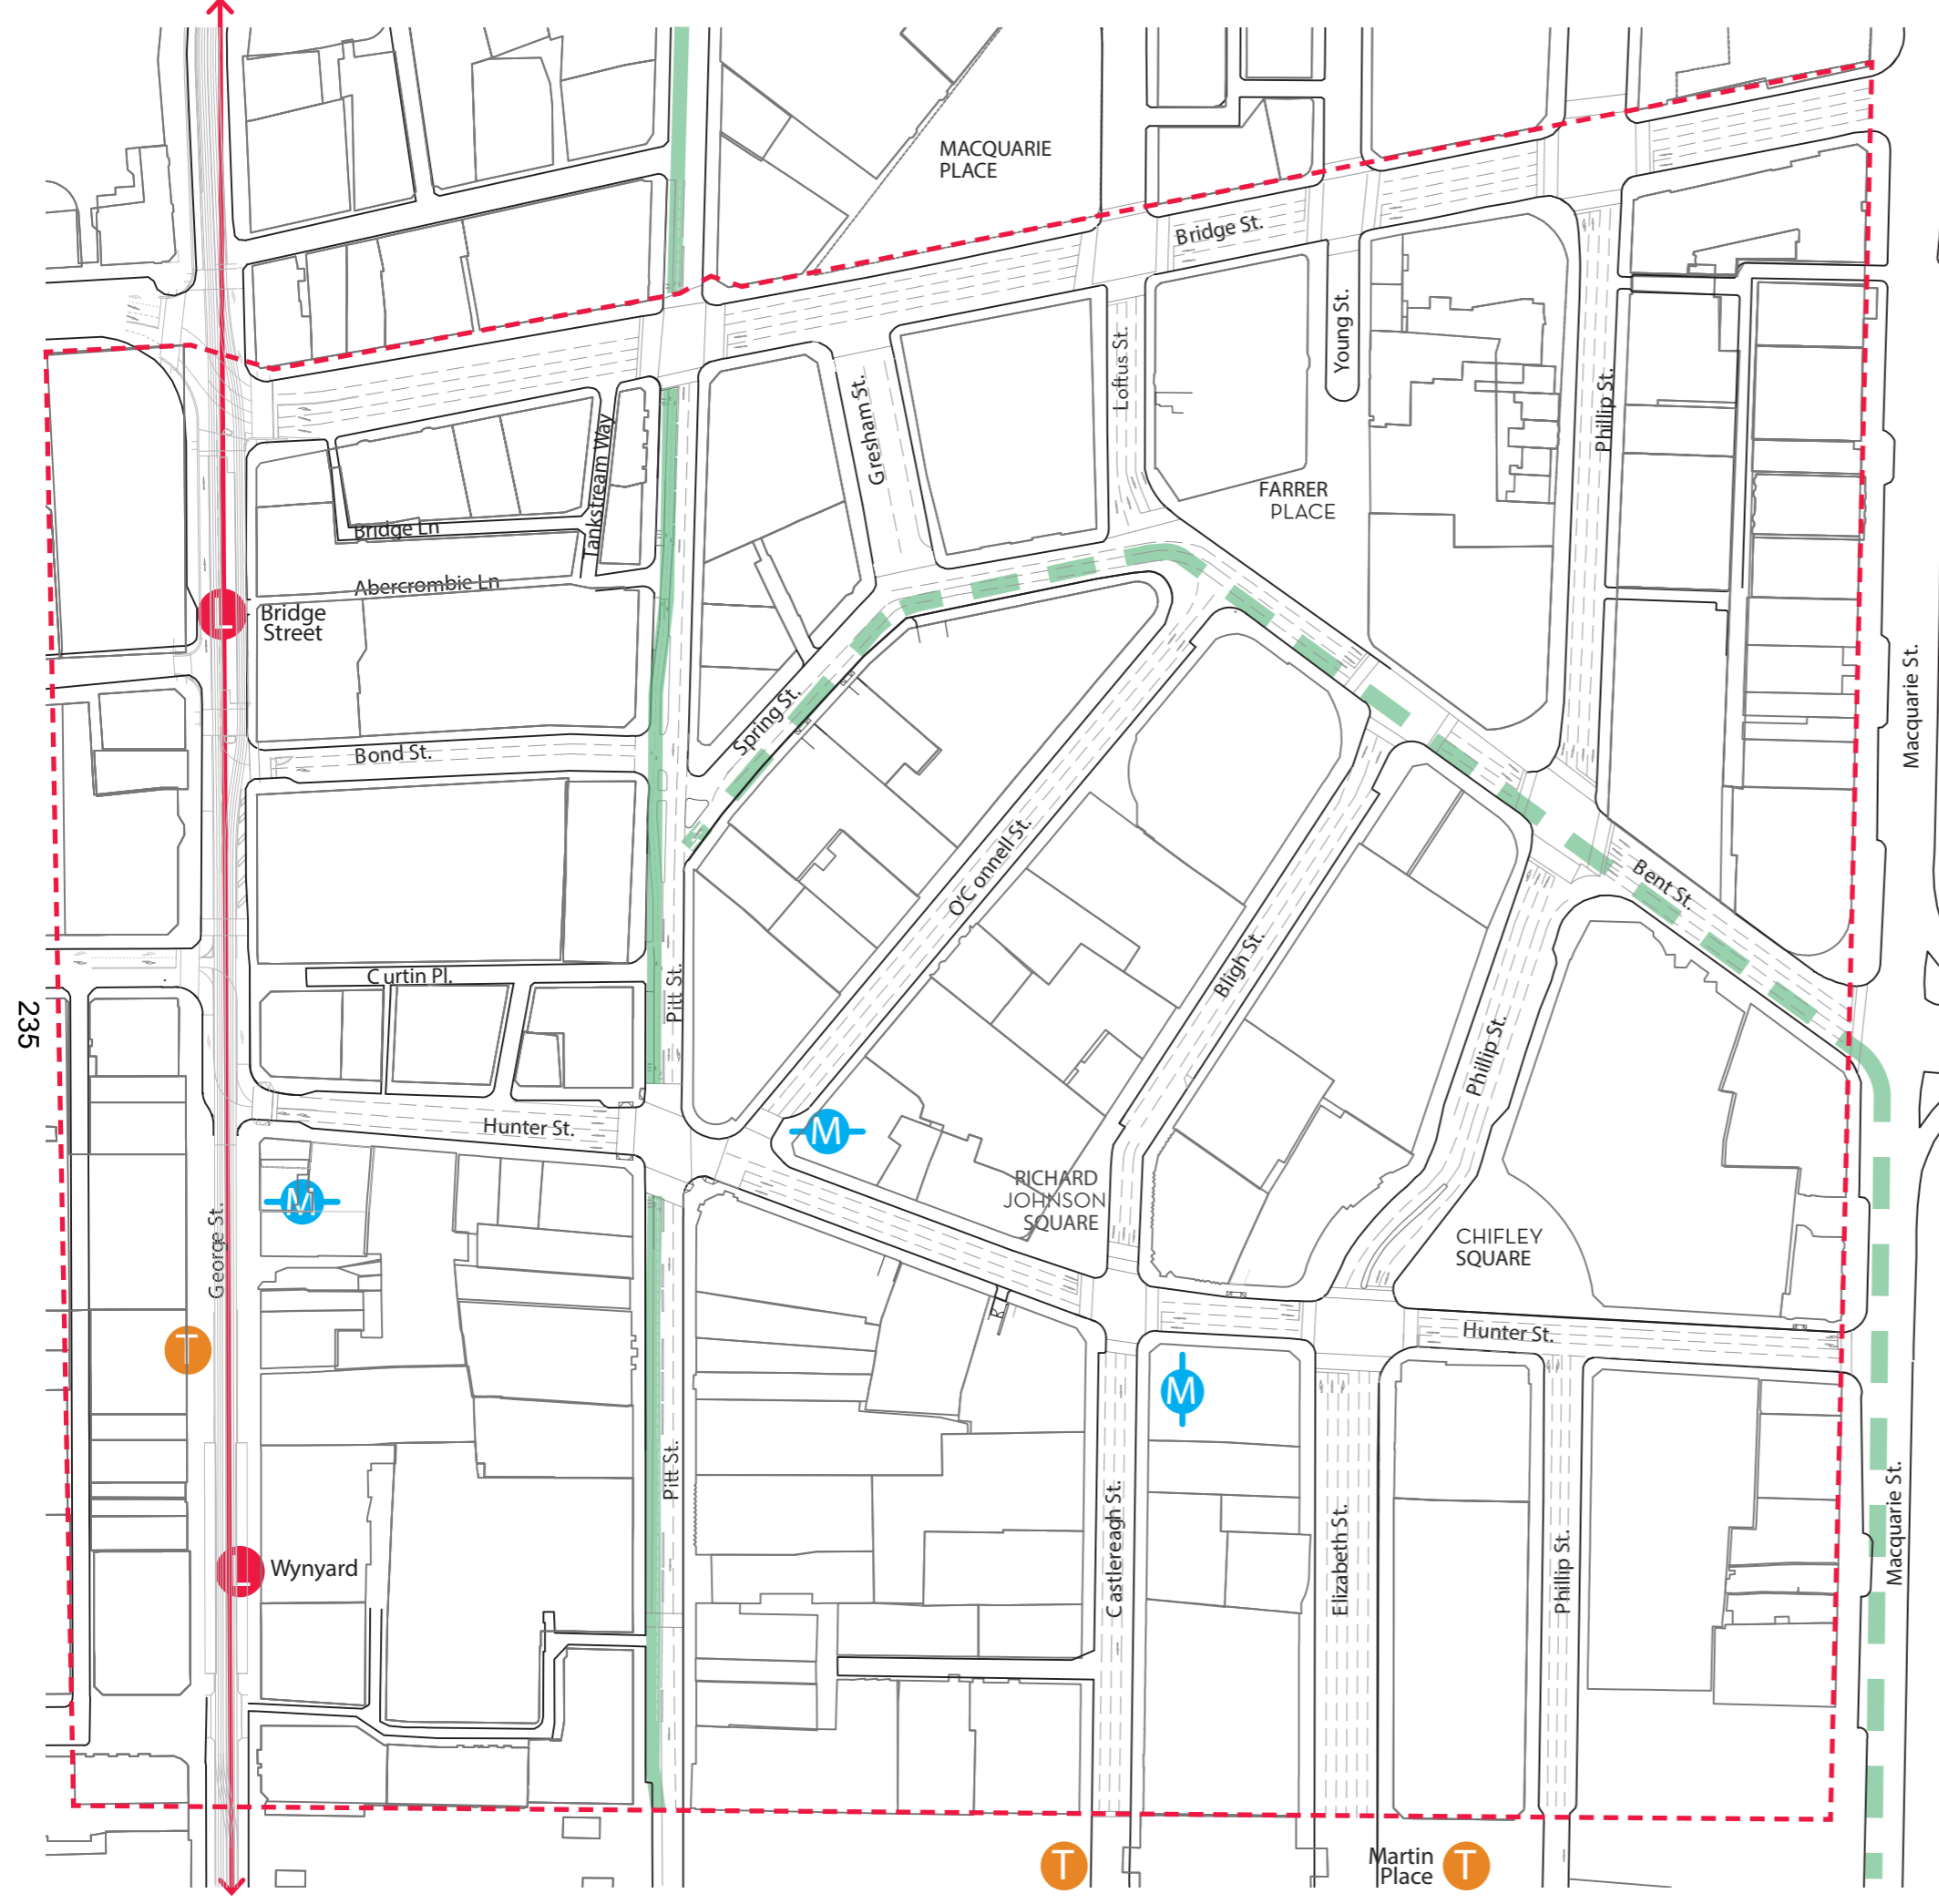 MACQUARIE
PLACE
Bridge St.
Young St.
Loftus St.
Gresham St.
Phillip St.
Tankstream Way
FARRER
PLACE
Bridge Ln
Abercrombie Ln
L
Bridge
Street
Macquarie St.
Spring St.
Bond St.
O'C onnell St.
Bent St.
Bligh St.
Curtin Pl.
Pitt St.
235
Phillip St.
Hunter St.
M
M
RICHARD
JOHNSON
SQUARE
CHIFLEY
SQUARE
George St.
T
Hunter St.
M
Pitt St.
Castlereagh St.
Elizabeth St.
Phillip St.
Macquarie St.
L
Wynyard
T
Martin
Place
T